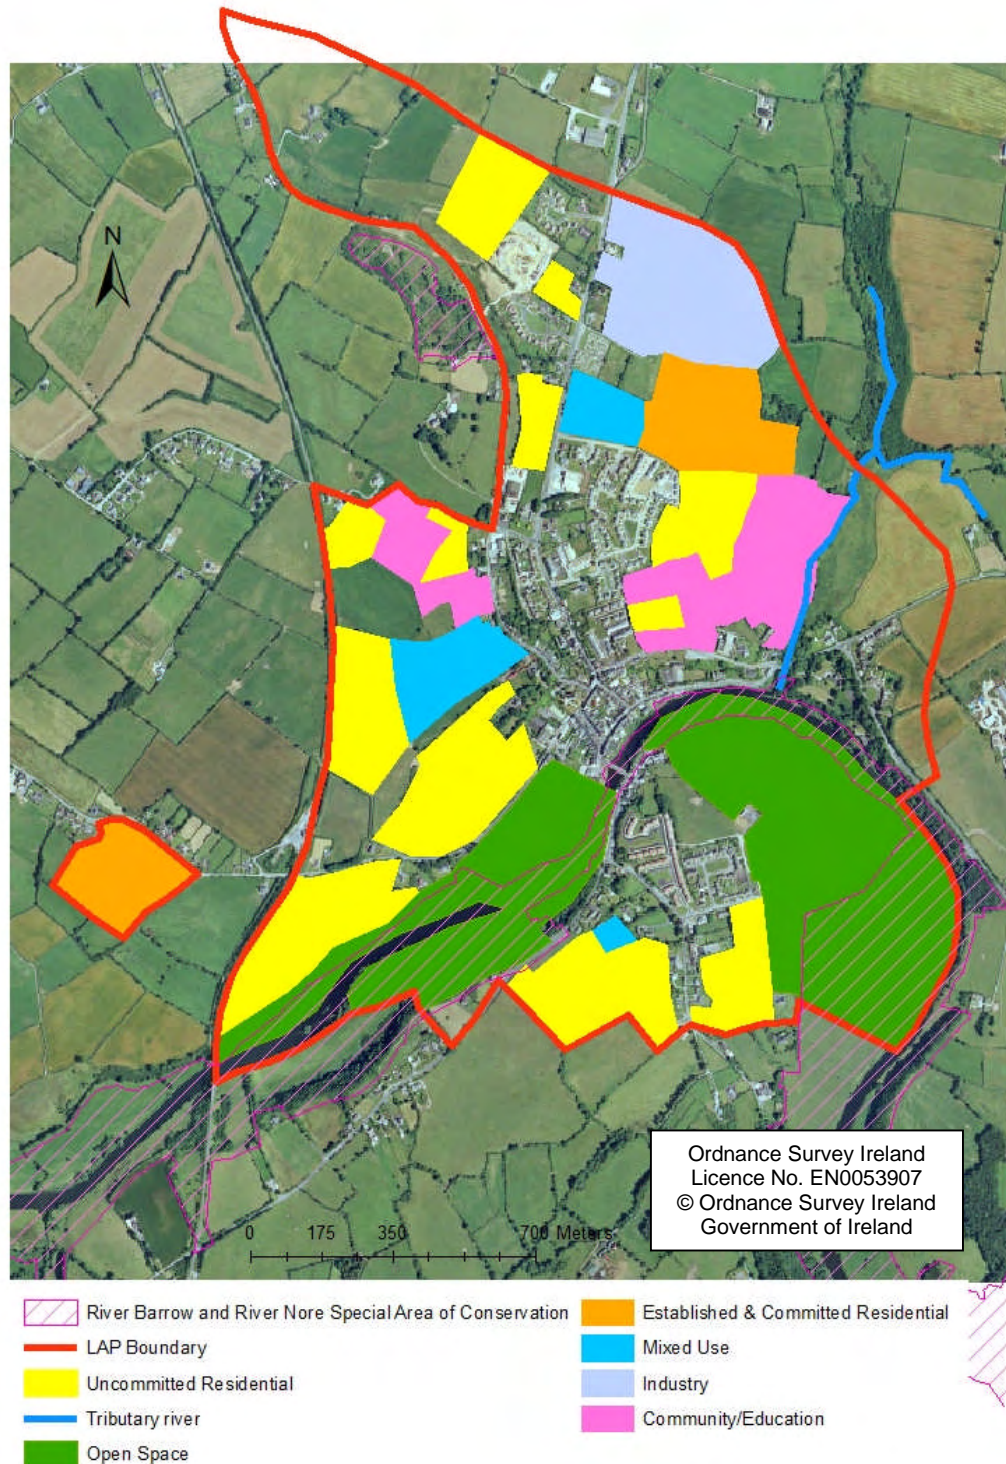 N
Ordnance Survey Ireland
Licence No. EN0053907
© Ordnance Survey Ireland
Government of Ireland
0 175 350 700 Meters
River Barrow and River Nore Special Area of Conservation
LAP Boundary
Uncommitted Residential
Tributary river
Open Space
Established & Committed Residential
Mixed Use
Industry
Community/Education